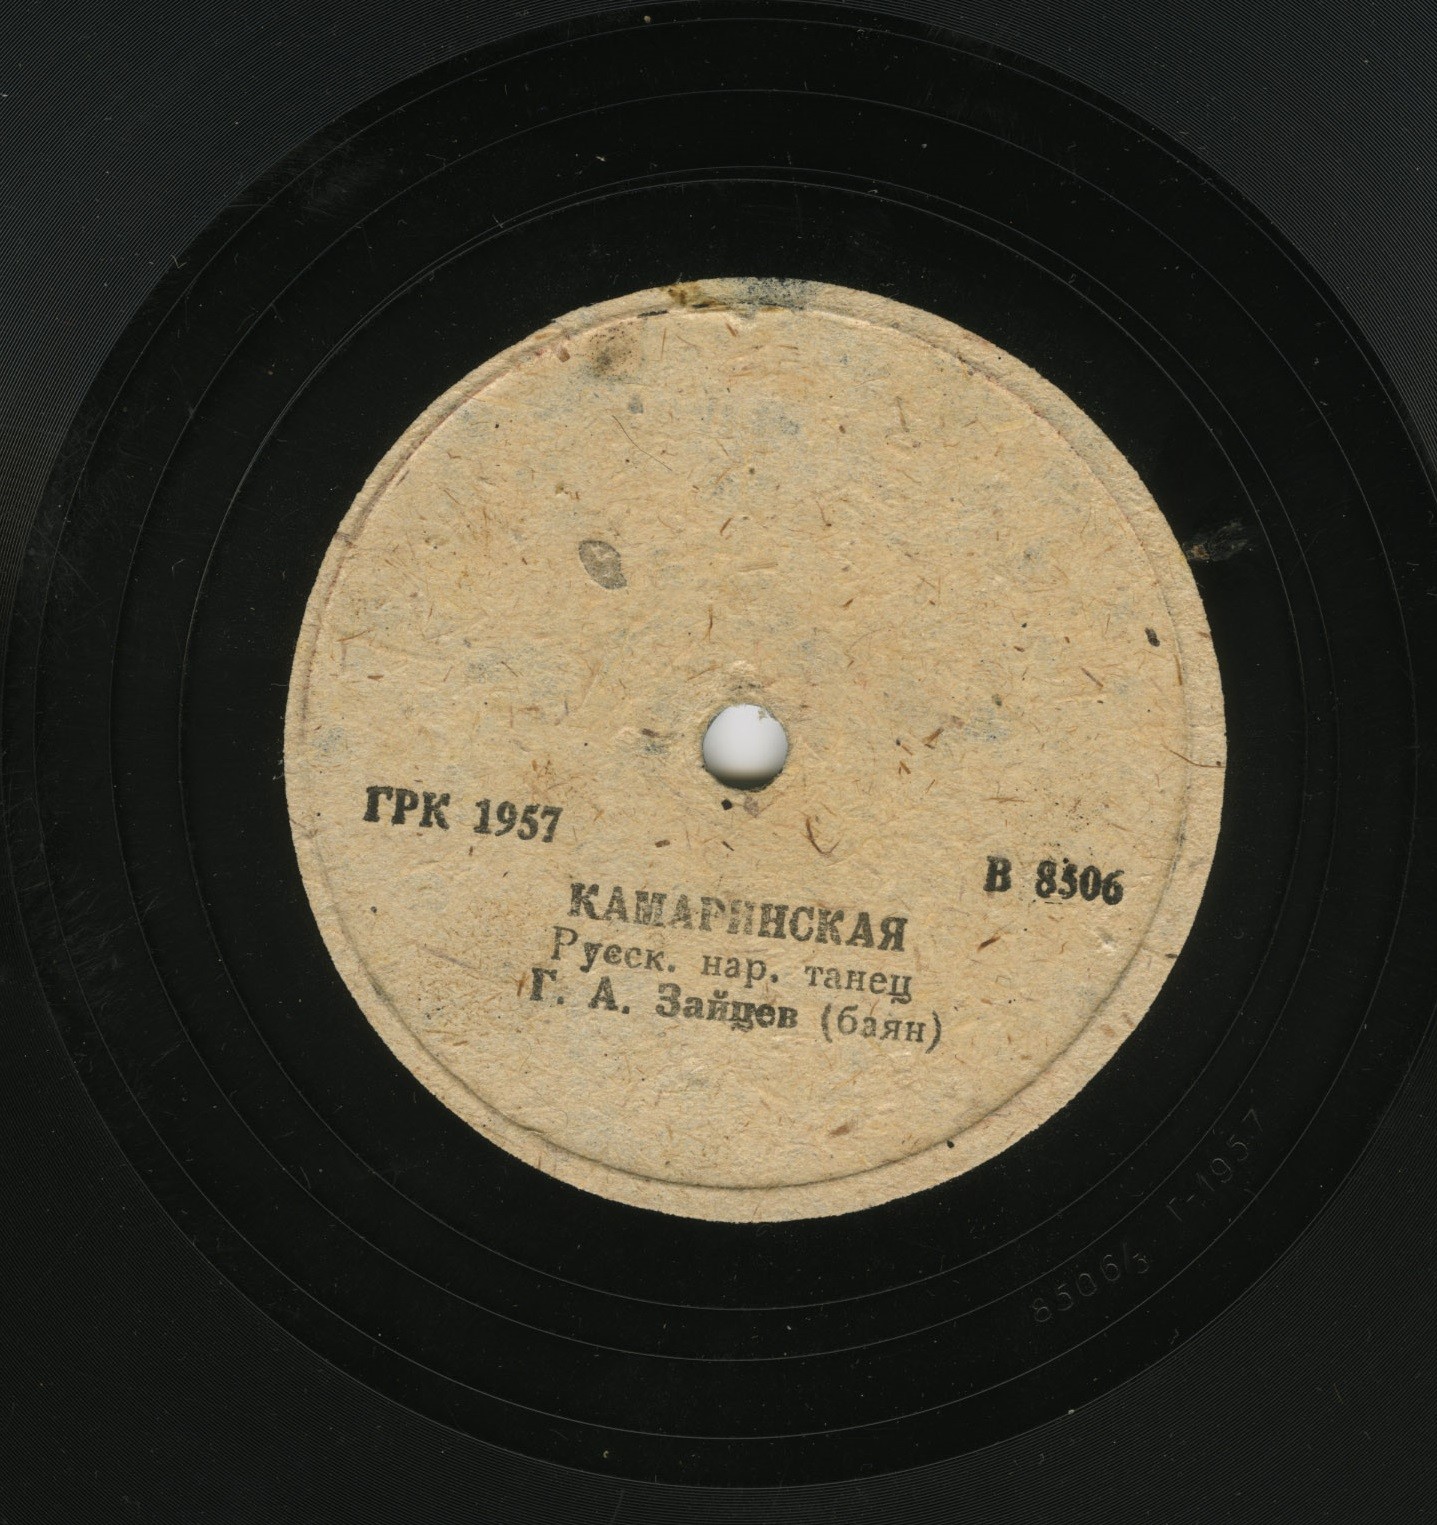 ГРК 1957
В 8506
КАМАРИНСКАЯ
Русск. нар. танец
Г. А. Зайцев (баян)
8506/3 Г-1957